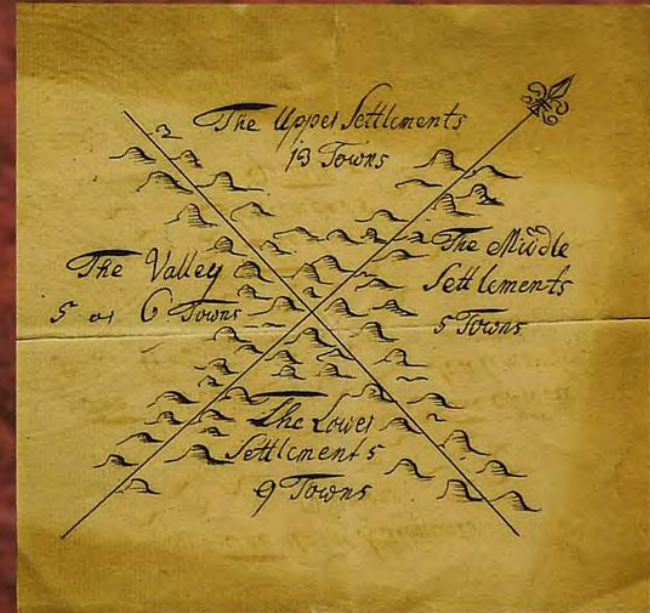 The Upper Settlements
13 Towns
The Valley
5 or 6 Towns
The Middle
Settlements
5 Towns
The Lower
Settlements
9 Towns